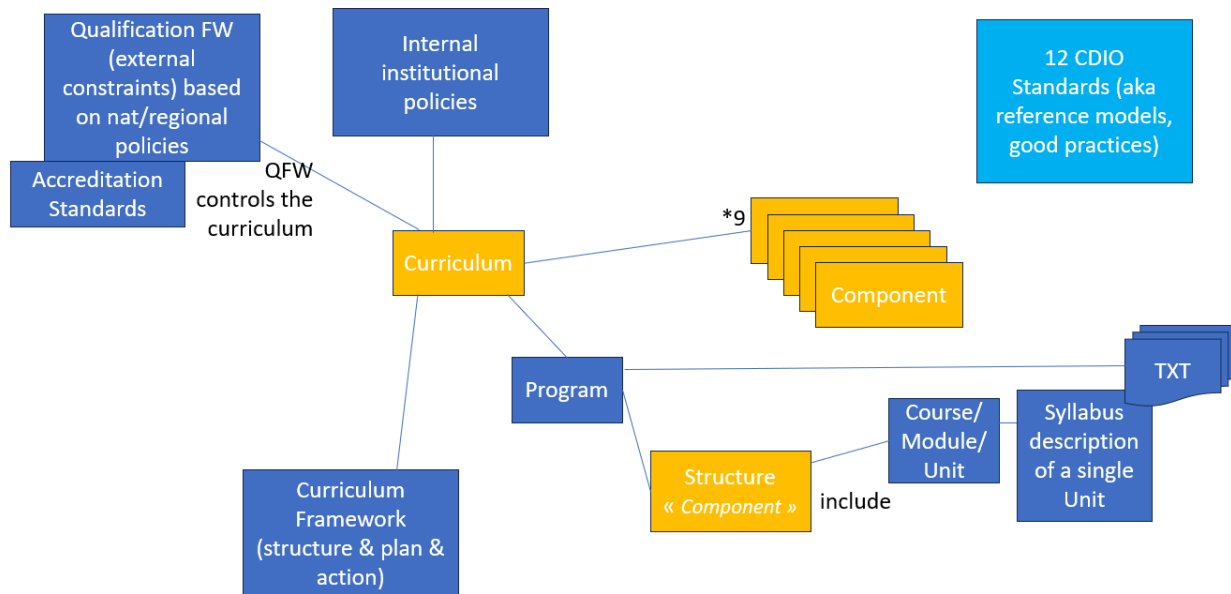 Qualification FW
(external
constraints) based
on nat/regional
policies
Accreditation
Standards
Internal
institutional
policies
12 CDIO
Standards (aka
reference models,
good practices)
QFW
controls the
curriculum
Curriculum
*9
Component
Program
TXT
Structure
« Component »
include
Course/
Module/
Unit
Syllabus
description
of a single
Unit
Curriculum
Framework
(structure & plan &
action)